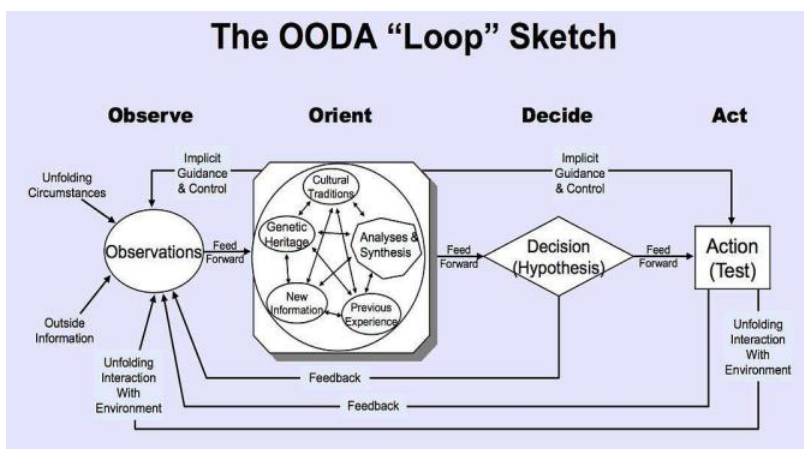 The OODA “Loop” Sketch
Observe
Orient
Decide
Act
Implicit
Guidance
& Control
Implicit
Guidance
& Control
Unfolding
Circumstances
Cultural
Traditions
Genetic
Heritage
Analyses &
Synthesis
New
Information
Previous
Experience
Observations
Feed
Forward
Feed
Forward
Decision
(Hypothesis)
Feed
Forward
Action
(Test)
Outside
Information
Unfolding
Interaction
With
Environment
Unfolding
Interaction
With
Environment
Feedback
Feedback